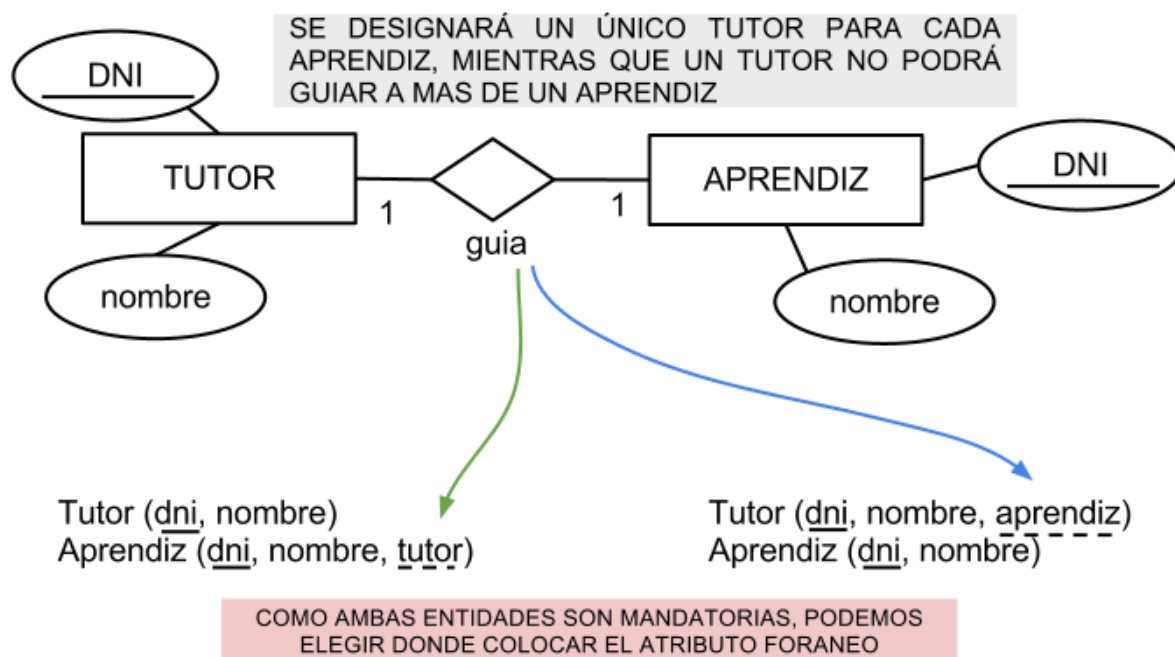 SE DESIGNARÁ UN ÚNICO TUTOR PARA CADA
APRENDIZ, MIENTRAS QUE UN TUTOR NO PODRÁ
GUIAR A MAS DE UN APRENDIZ
DNI
TUTOR
nombre
1
guia
1
APRENDIZ
DNI
nombre
Tutor (dni, nombre)
Aprendiz (dni, nombre, tutor)
Tutor (dni, nombre, aprendiz)
Aprendiz (dni, nombre)
COMO AMBAS ENTIDADES SON MANDATORIAS, PODEMOS
ELEGIR DONDE COLOCAR EL ATRIBUTO FORANEO